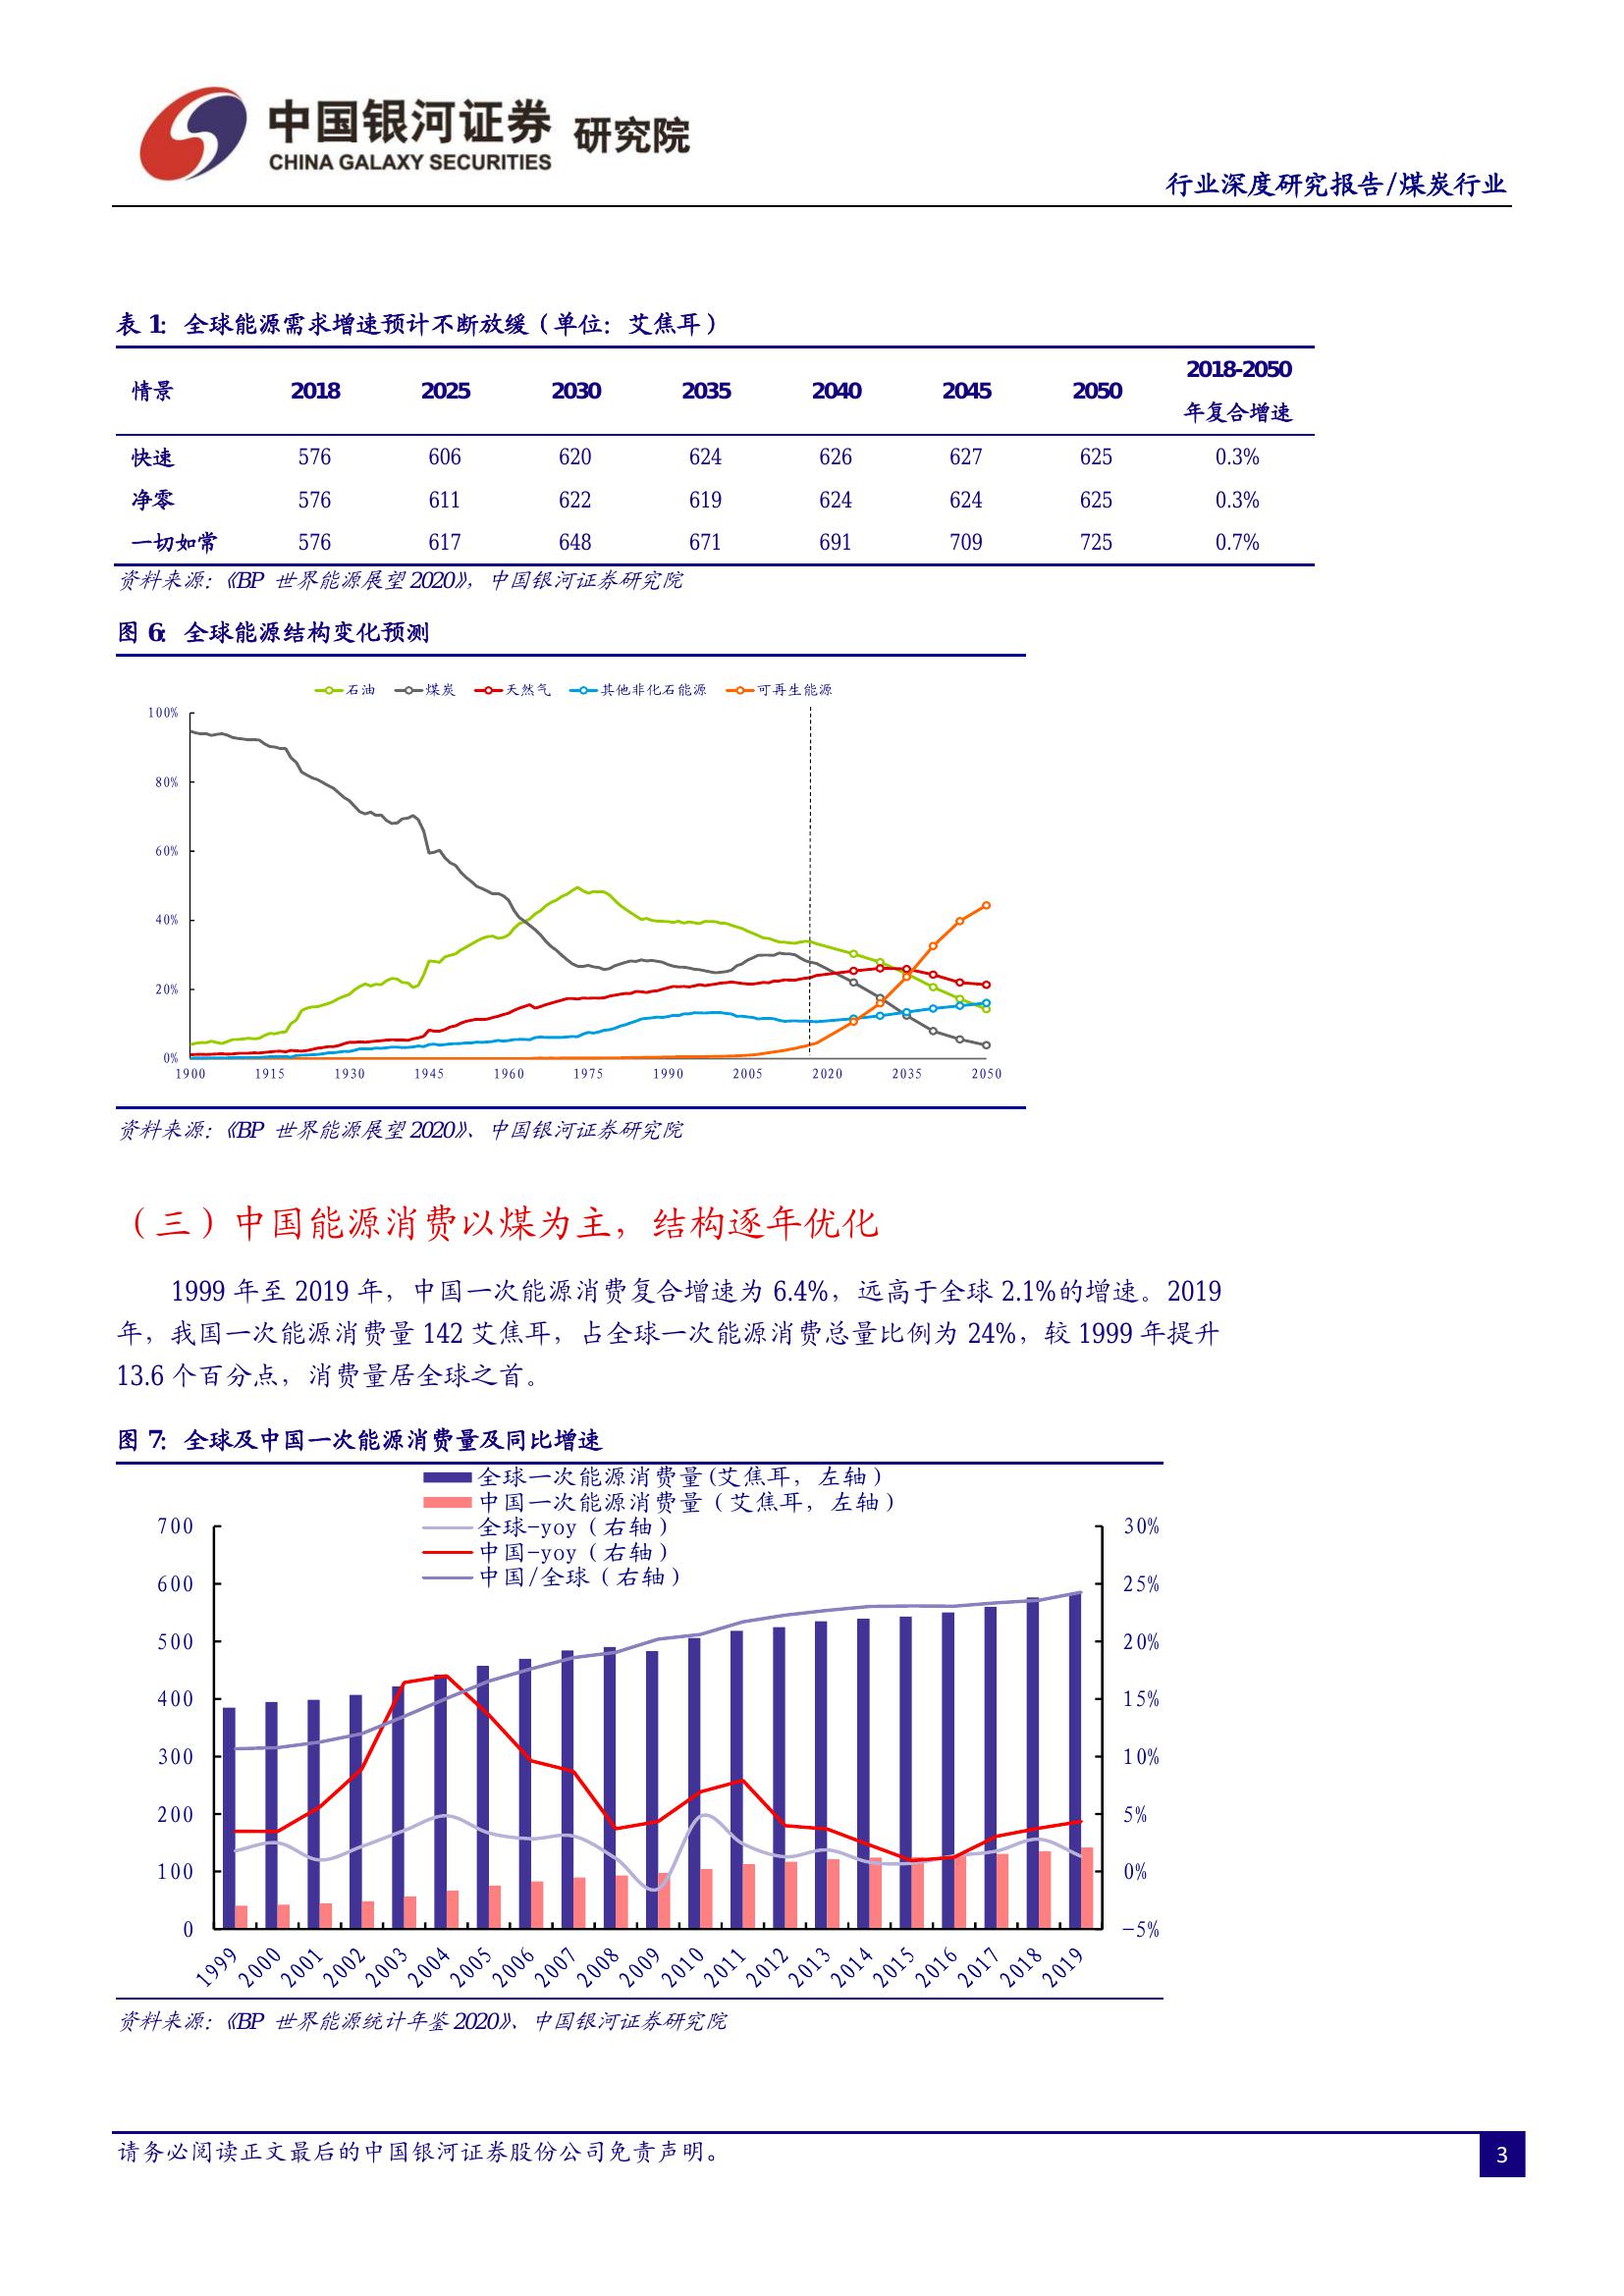 中国银河证券 研究院
CHINA GALAXY SECURITIES
行业深度研究报告/煤炭行业
表 1：全球能源需求增速预计不断放缓（单位：艾焦耳）
情景 2018 2025 2030 2035 2040 2045 2050 2018-2050 年复合增速
快速 576 606 620 624 626 627 625 0.3%
净零 576 611 622 619 624 624 625 0.3%
一切如常 576 617 648 671 691 709 725 0.7%
资料来源：《BP 世界能源展望 2020》，中国银河证券研究院
图 6：全球能源结构变化预测
石油 煤炭 天然气 其他非化石能源 可再生能源
100%
80%
60%
40%
20%
0%
1900 1915 1930 1945 1960 1975 1990 2005 2020 2035 2050
资料来源：《BP 世界能源展望 2020》、中国银河证券研究院
（三）中国能源消费以煤为主，结构逐年优化
1999 年至 2019 年，中国一次能源消费复合增速为 6.4%，远高于全球 2.1%的增速。2019
年，我国一次能源消费量 142 艾焦耳，占全球一次能源消费总量比例为 24%，较 1999 年提升
13.6 个百分点，消费量居全球之首。
图 7：全球及中国一次能源消费量及同比增速
全球一次能源消费量(艾焦耳，左轴）
中国一次能源消费量（艾焦耳，左轴）
全球-yoy（右轴）
中国-yoy（右轴）
中国/全球（右轴）
700 30%
600 25%
500 20%
400 15%
300 10%
200 5%
100 0%
0 -5%
1999 2000 2001 2002 2003 2004 2005 2006 2007 2008 2009 2010 2011 2012 2013 2014 2015 2016 2017 2018 2019
资料来源：《BP 世界能源统计年鉴 2020》、中国银河证券研究院
请务必阅读正文最后的中国银河证券股份公司免责声明。
3